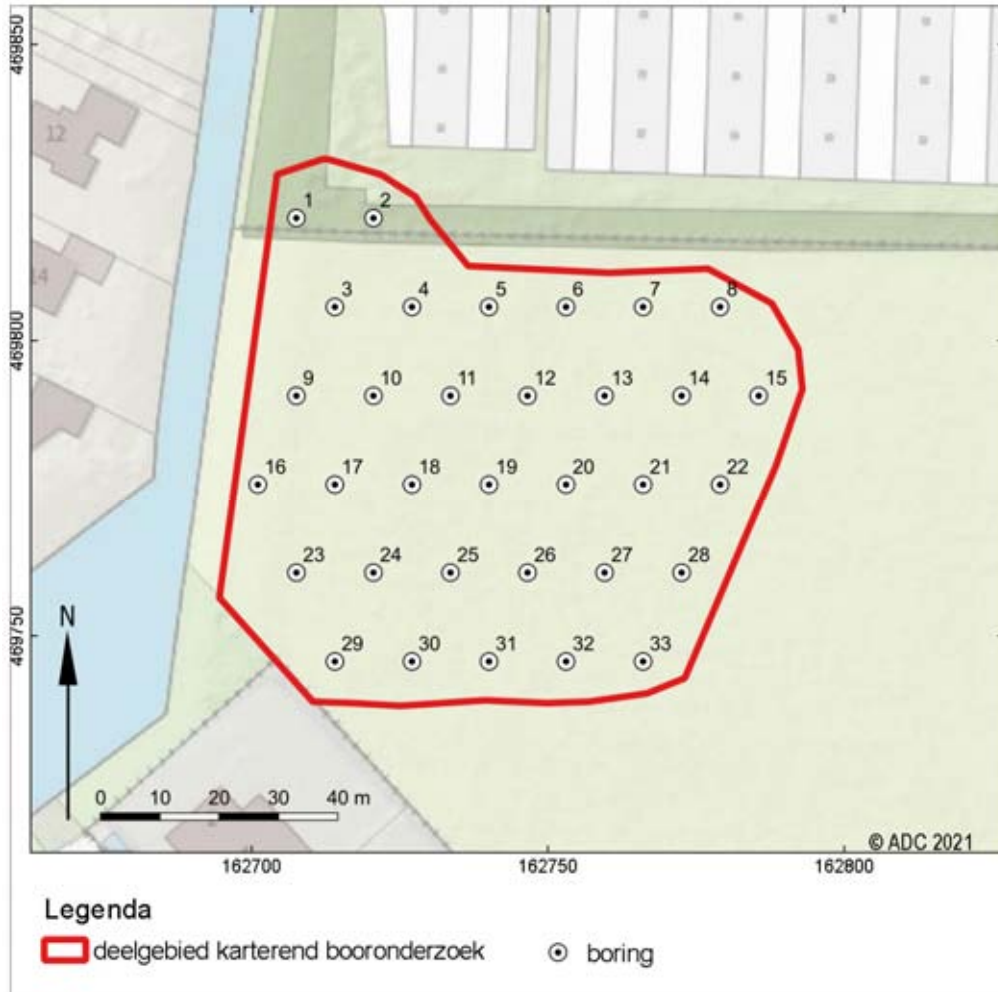 469850
12
14
1 2
3 4 5 6 7 8
469800
9 10 11 12 13 14 15
16 17 18 19 20 21 22
23 24 25 26 27 28
469750
N
29 30 31 32 33
0 10 20 30 40 m
© ADC 2021
162700 162750 162800
Legenda
deelgebied karterend booronderzoek boring